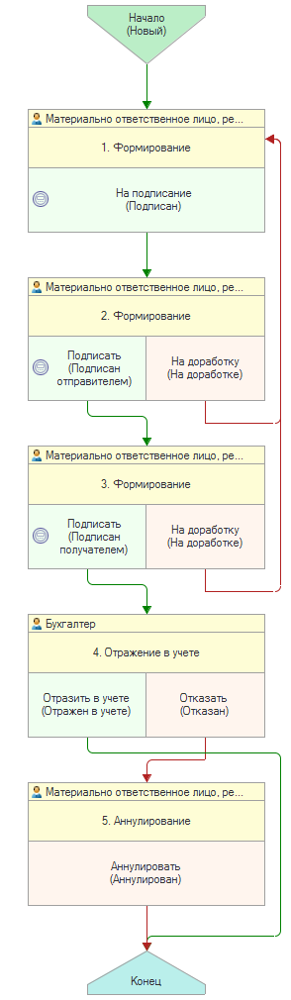 Начало
(Новый)
Материально ответственное лицо, ре...
1. Формирование
На подписание
(Подписан)
Материально ответственное лицо, ре...
2. Формирование
Подписать
(Подписан
отправителем)
На доработку
(На доработке)
Материально ответственное лицо, ре...
3. Формирование
Подписать
(Подписан
получателем)
На доработку
(На доработке)
Бухгалтер
4. Отражение в учете
Отразить в учете
(Отражен в учете)
Отказать
(Отказан)
Материально ответственное лицо, ре...
5. Аннулирование
Аннулировать
(Аннулирован)
Конец